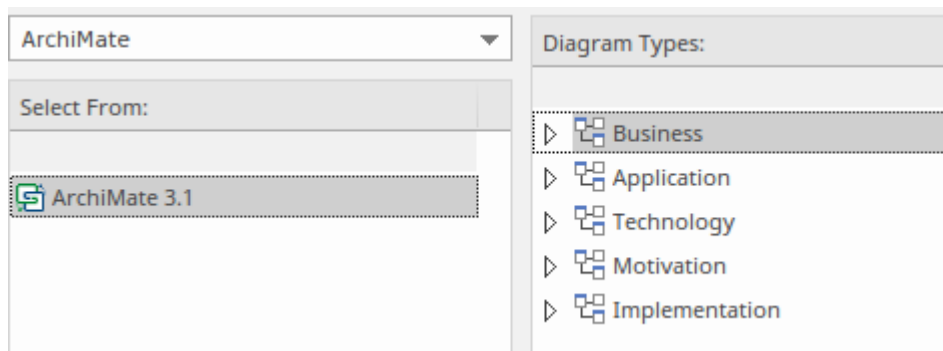 ArchiMate
Select From:
ArchiMate 3.1
Diagram Types:
Business
Application
Technology
Motivation
Implementation